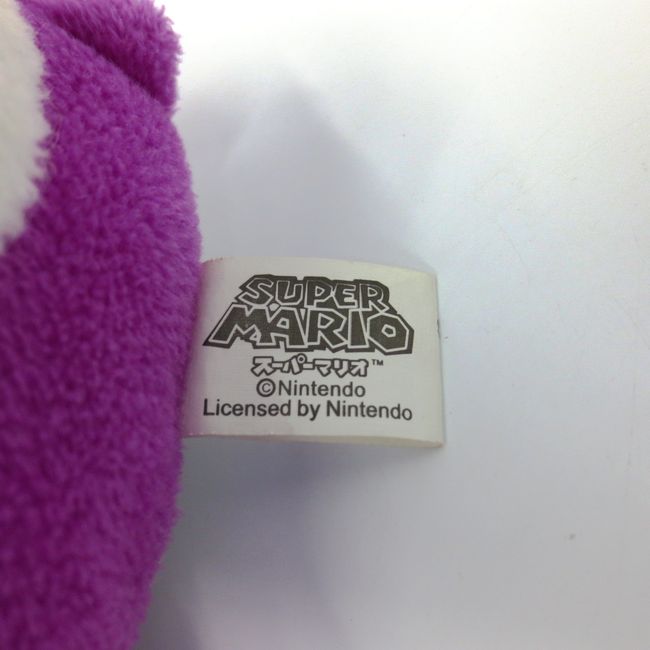 SUPER
MARIO
スーパーマリオ™
©Nintendo
Licensed by Nintendo